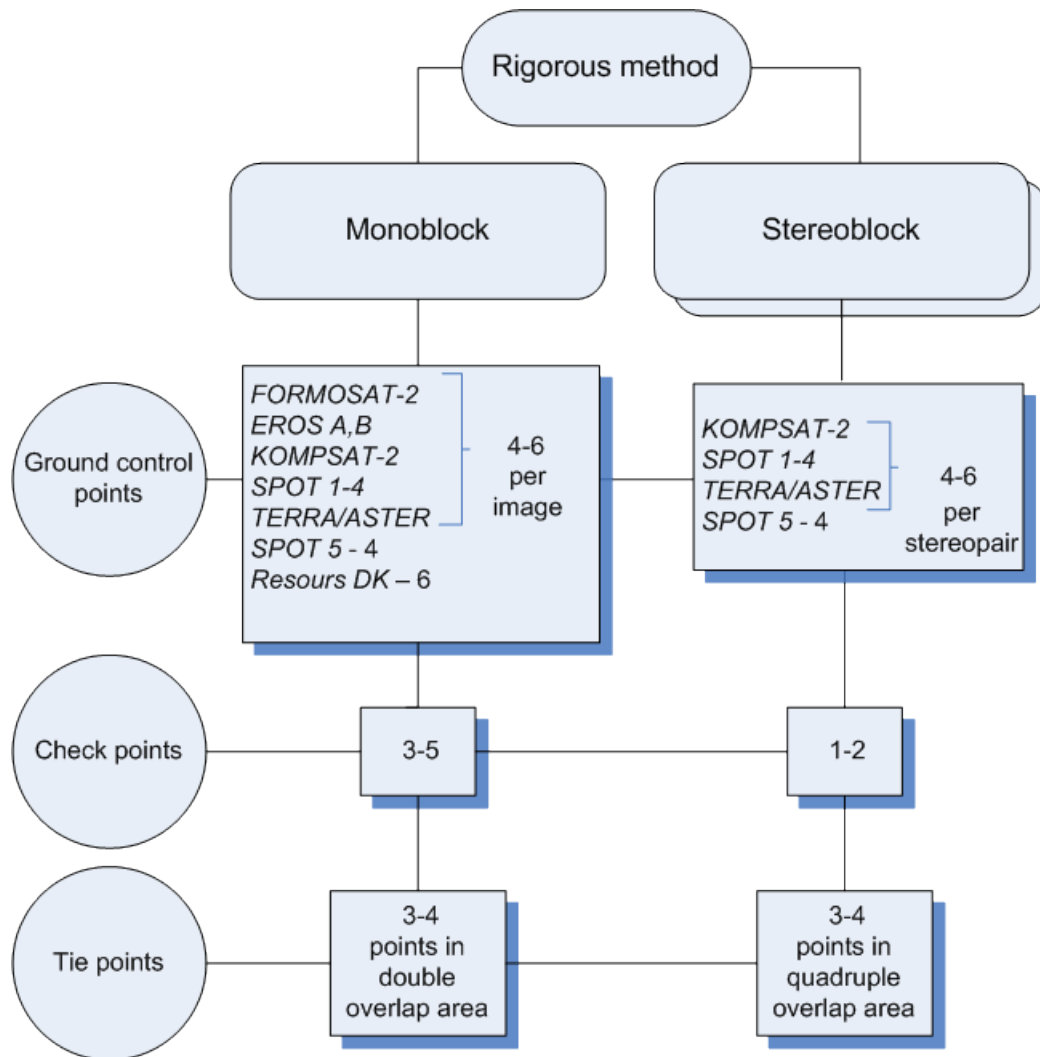 Rigorous method
Monoblock
Stereoblock
Ground control
points
FORMOSAT-2
EROS A,B
KOMPSAT-2
SPOT 1-4
TERRA/ASTER
SPOT 5 - 4
Resours DK – 6
4-6
per
image
KOMPSAT-2
SPOT 1-4
TERRA/ASTER
SPOT 5 - 4
4-6
per
stereopair
Check points
3-5
1-2
Tie points
3-4
points in
double
overlap area
3-4
points in
quadruple
overlap area